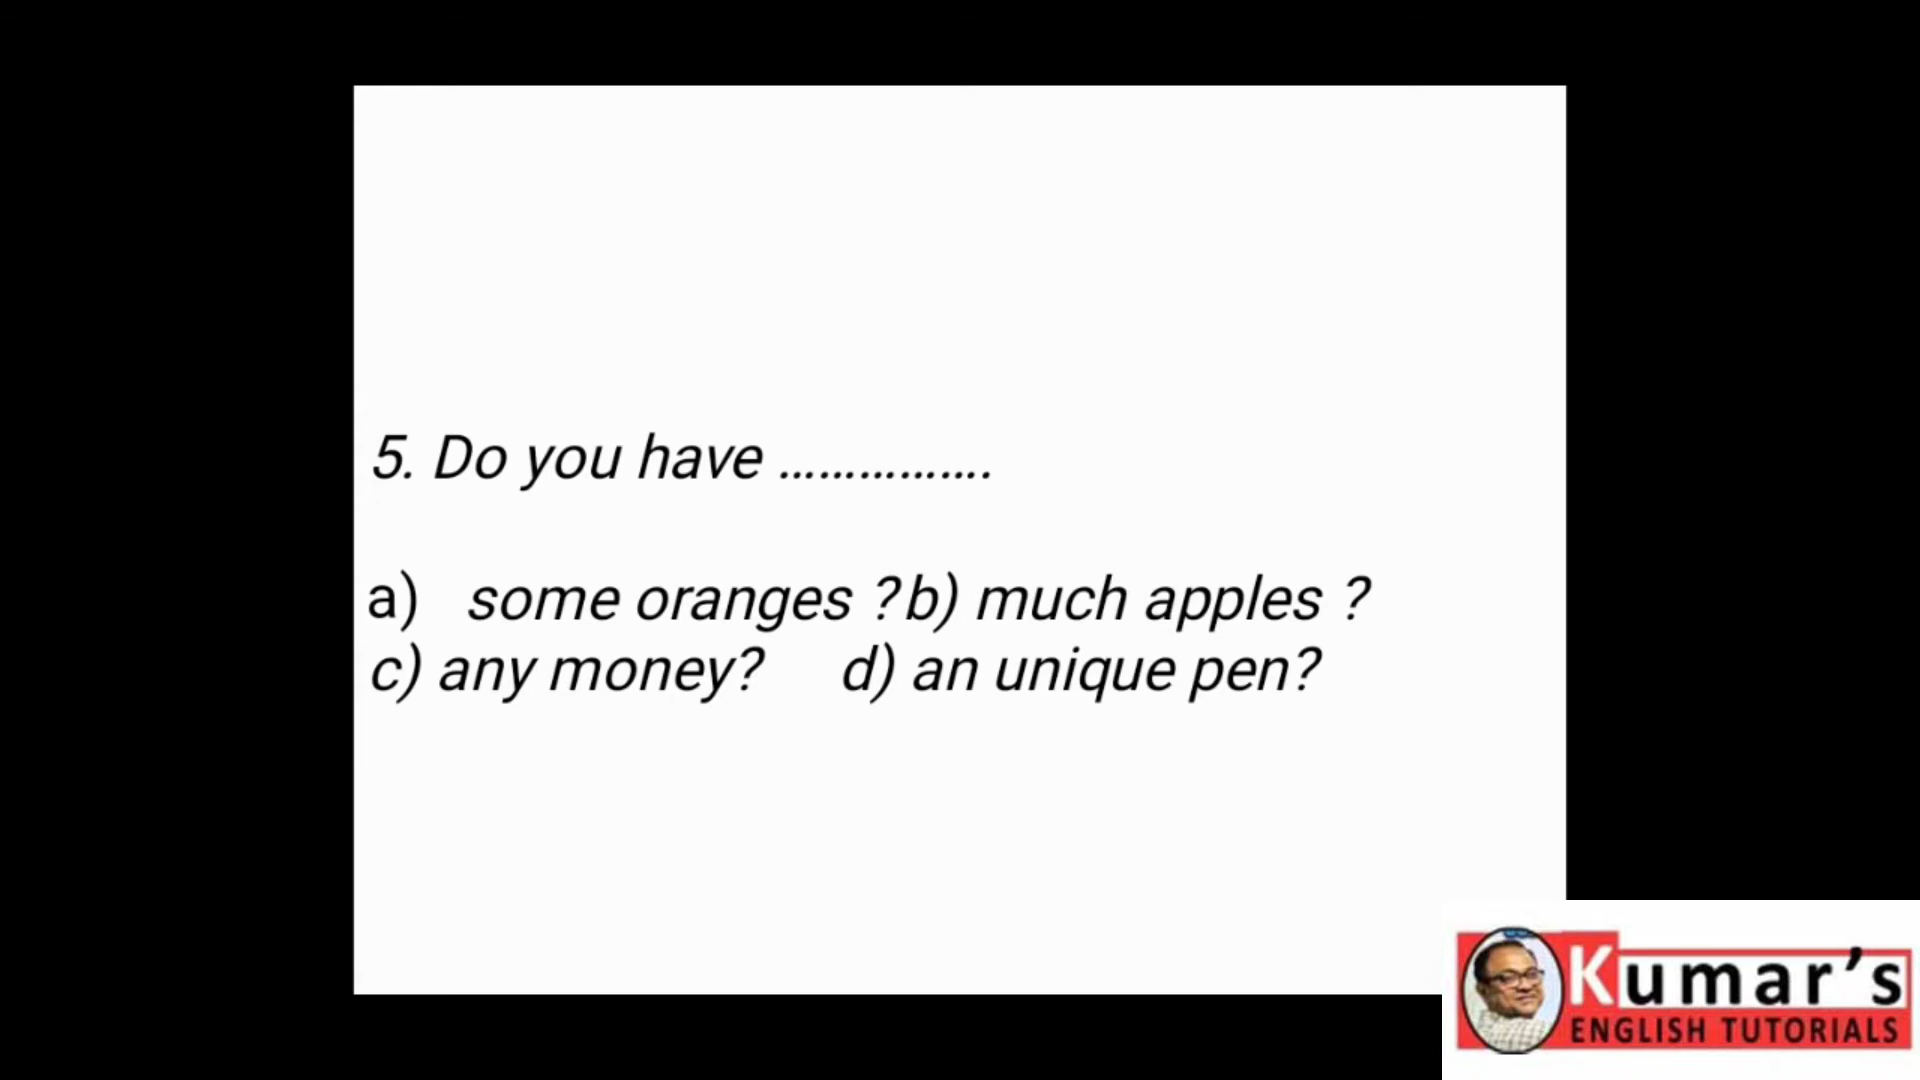 5. Do you have ................
a) some oranges ? b) much apples ?
c) any money? d) an unique pen?
Kumar's
ENGLISH TUTORIALS